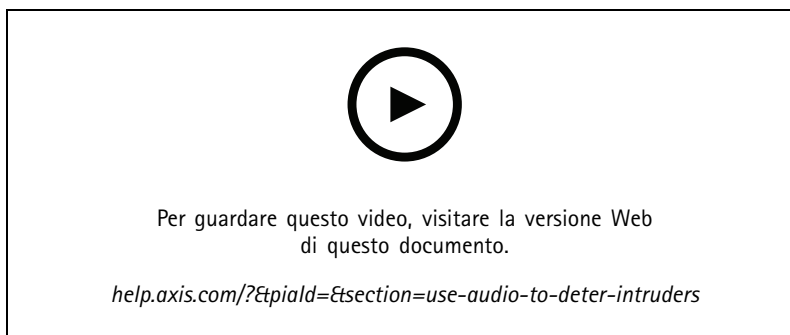 Per guardare questo video, visitare la versione Web
di questo documento.
help.axis.com/?&piaId=&section=use-audio-to-deter-intruders